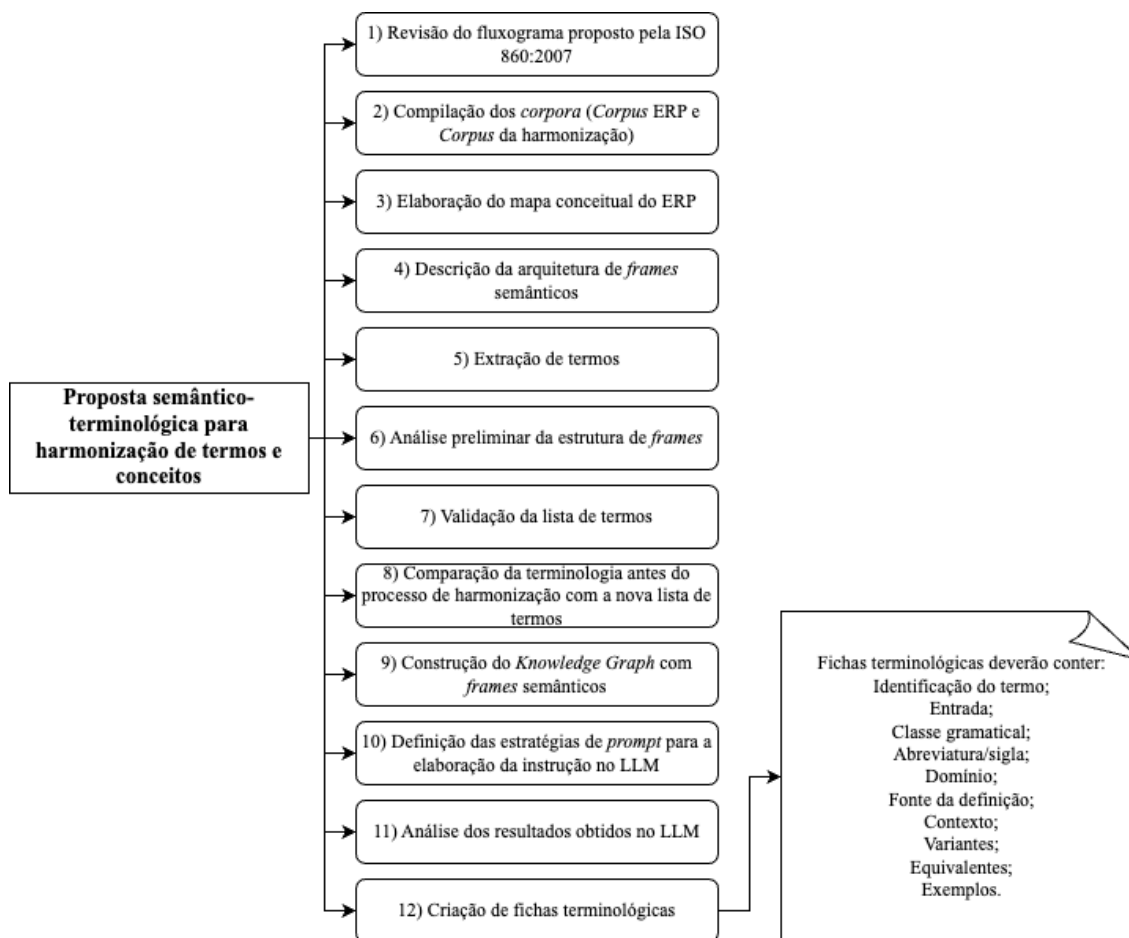 1) Revisão do fluxograma proposto pela ISO
860:2007
2) Compilação dos corpora (Corpus ERP e
Corpus da harmonização)
3) Elaboração do mapa conceitual do ERP
4) Descrição da arquitetura de frames
semânticos
5) Extração de termos
Proposta semântico-
terminológica para
harmonização de termos e
conceitos
6) Análise preliminar da estrutura de frames
7) Validação da lista de termos
8) Comparação da terminologia antes do
processo de harmonização com a nova lista de
termos
9) Construção do Knowledge Graph com
frames semânticos
10) Definição das estratégias de prompt para a
elaboração da instrução no LLM
11) Análise dos resultados obtidos no LLM
12) Criação de fichas terminológicas
Fichas terminológicas deverão conter:
Identificação do termo;
Entrada;
Classe gramatical;
Abreviatura/sigla;
Domínio;
Fonte da definição;
Contexto;
Variantes;
Equivalentes;
Exemplos.